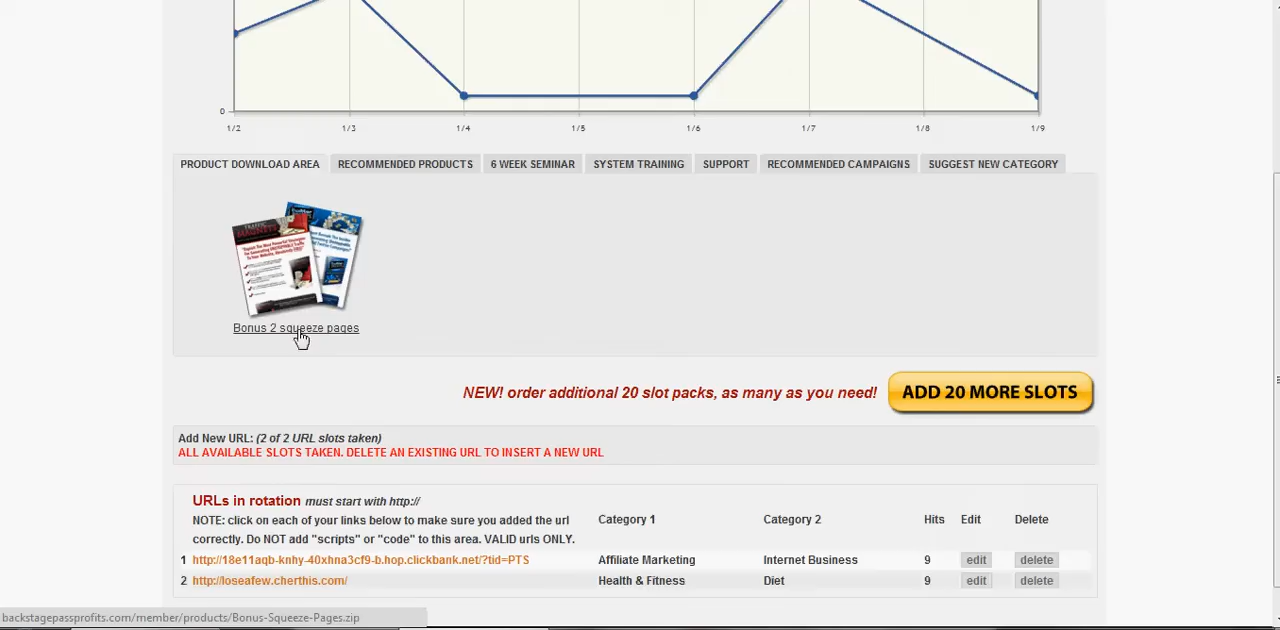 0
1/2 1/3 1/4 1/5 1/6 1/7 1/8 1/9
PRODUCT DOWNLOAD AREA RECOMMENDED PRODUCTS 6 WEEK SEMINAR SYSTEM TRAINING SUPPORT RECOMMENDED CAMPAIGNS SUGGEST NEW CATEGORY
Bonus 2 squeeze pages
NEW! order additional 20 slot packs, as many as you need! ADD 20 MORE SLOTS
Add New URL: (2 of 2 URL slots taken)
ALL AVAILABLE SLOTS TAKEN. DELETE AN EXISTING URL TO INSERT A NEW URL
URLs in rotation must start with http://
NOTE: click on each of your links below to make sure you added the url
correctly. Do NOT add "scripts" or "code" to this area. VALID urls ONLY.
Category 1 Category 2 Hits Edit Delete
1 http://18e11aqb-knhy-40xhna3cf9-b.hop.clickbank.net/?tid=PTS Affiliate Marketing Internet Business 9 edit delete
2 http://loseafew.cherthis.com/ Health & Fitness Diet 9 edit delete
backstagepassprofits.com/member/products/Bonus-Squeeze-Pages.zip